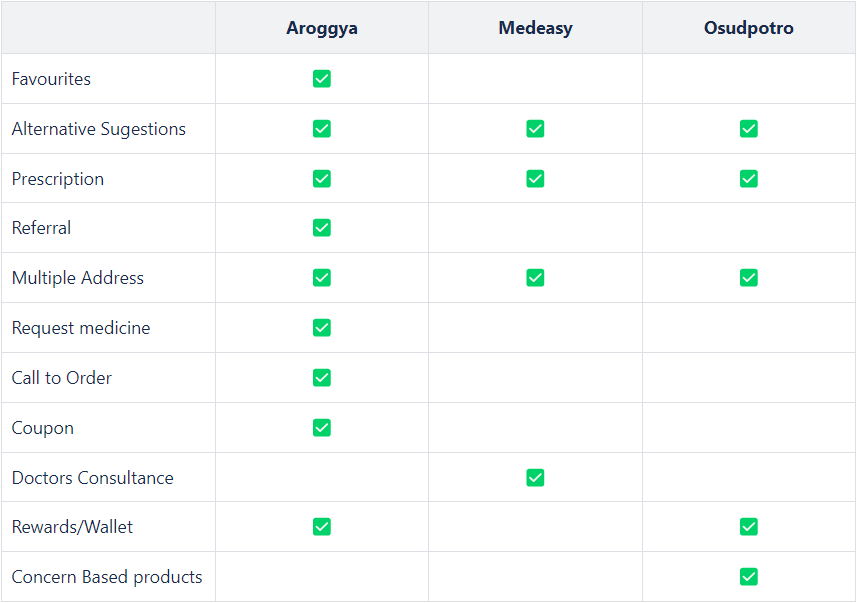 Aroggya Medeasy Osudpotro
Favourites
Alternative Sugestions
Prescription
Referral
Multiple Address
Request medicine
Call to Order
Coupon
Doctors Consultance
Rewards/Wallet
Concern Based products